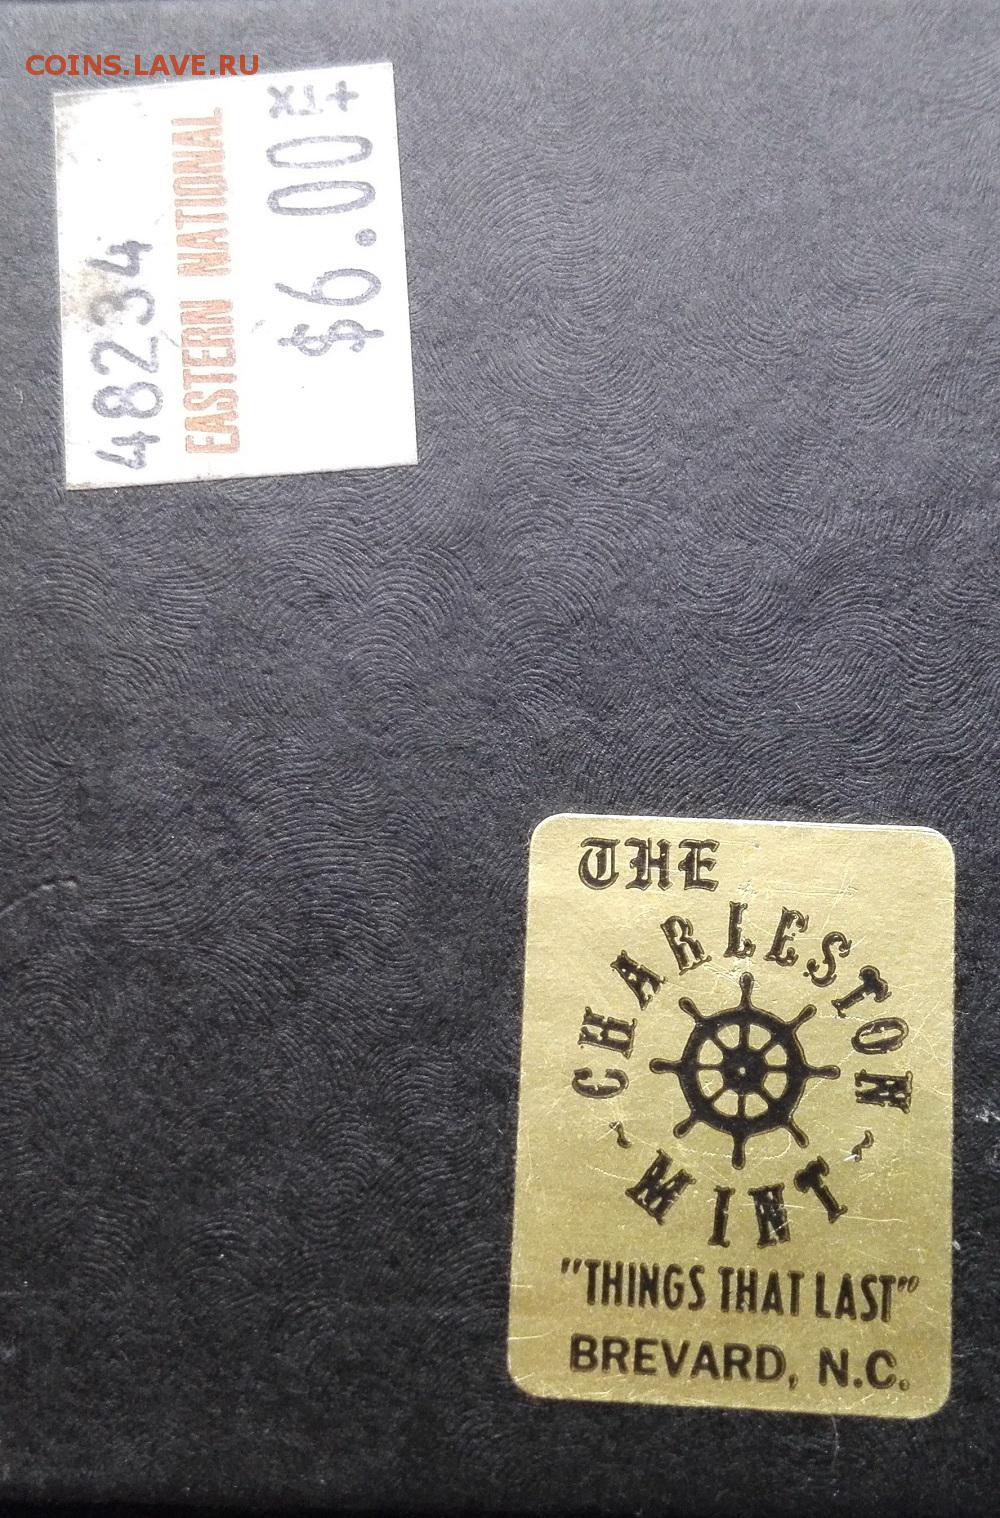 COINS.LAVE.RU
48234
EASTERN NATIONAL
$6.00
THE
CHARLESTON
~ MINT ~
"THINGS THAT LAST"
BREVARD, N.C.